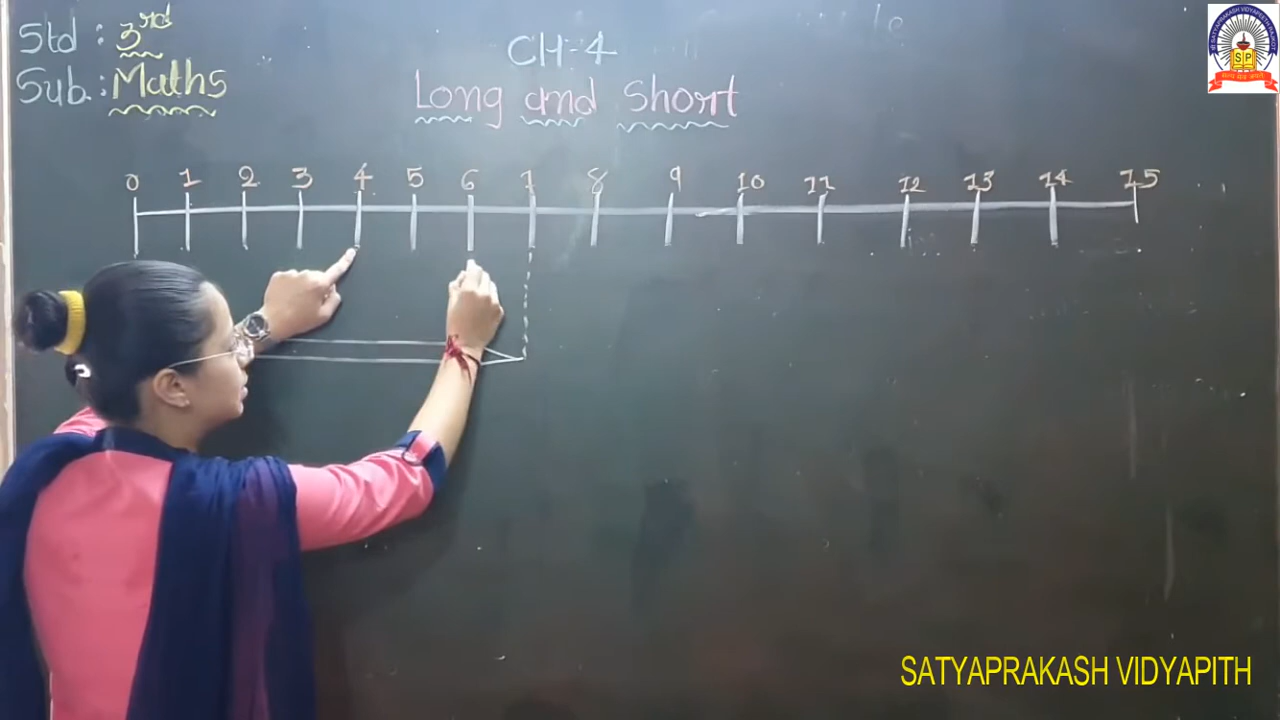 Std : 3rd
Sub : Maths
CH-4
Long and Short
0 1 2 3 4 5 6 7 8 9 10 11 12 13 14 15
SP
SATYAPRAKASH VIDYAPITH